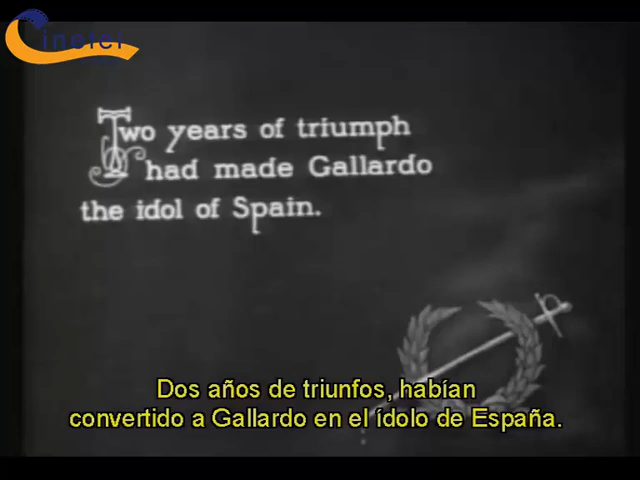 Cinetel
Two years of triumph
had made Gallardo
the idol of Spain.
Dos años de triunfos, habían
convertido a Gallardo en el ídolo de España.